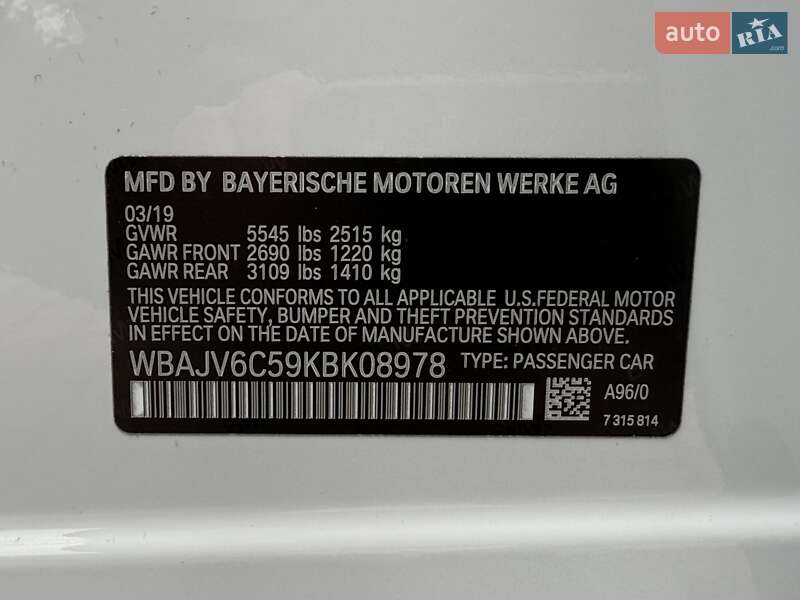 auto RIA .com
MFD BY BAYERISCHE MOTOREN WERKE AG
03/19
GVWR 5545 lbs 2515 kg
GAWR FRONT 2690 lbs 1220 kg
GAWR REAR 3109 lbs 1410 kg
THIS VEHICLE CONFORMS TO ALL APPLICABLE U.S.FEDERAL MOTOR
VEHICLE SAFETY, BUMPER AND THEFT PREVENTION STANDARDS
IN EFFECT ON THE DATE OF MANUFACTURE SHOWN ABOVE.
WBAJV6C59KBK08978 TYPE: PASSENGER CAR
A96/0
7 315 814